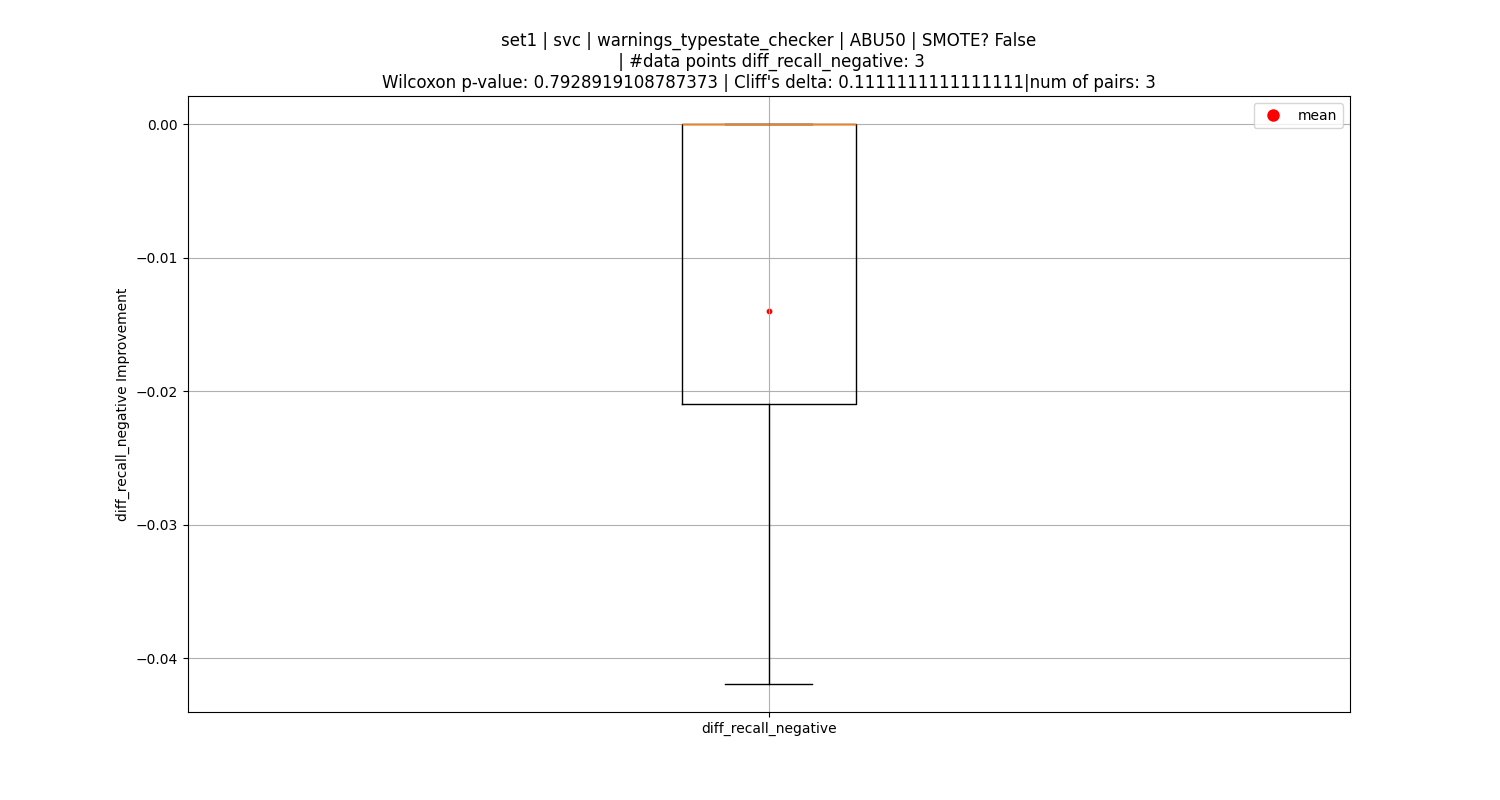 set1 | svc | warnings_typestate_checker | ABU50 | SMOTE? False
| #data points diff_recall_negative: 3
Wilcoxon p-value: 0.7928919108787373 | Cliff's delta: 0.1111111111111111|num of pairs: 3
mean
0.00
−0.01
−0.02
−0.03
−0.04
diff_recall_negative Improvement
diff_recall_negative